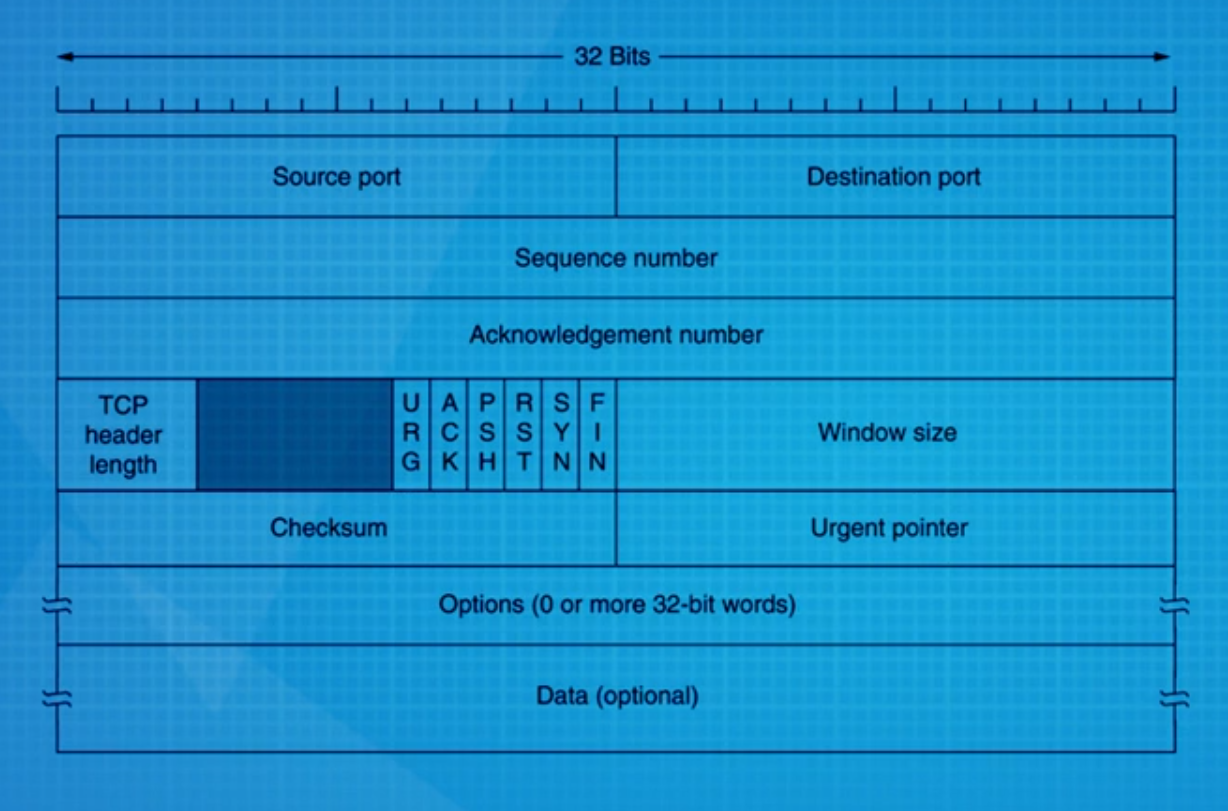 32 Bits
Source port
Destination port
Sequence number
Acknowledgement number
TCP
header
length
URG
ACK
PSH
RST
SYN
FIN
Window size
Checksum
Urgent pointer
Options (0 or more 32-bit words)
Data (optional)